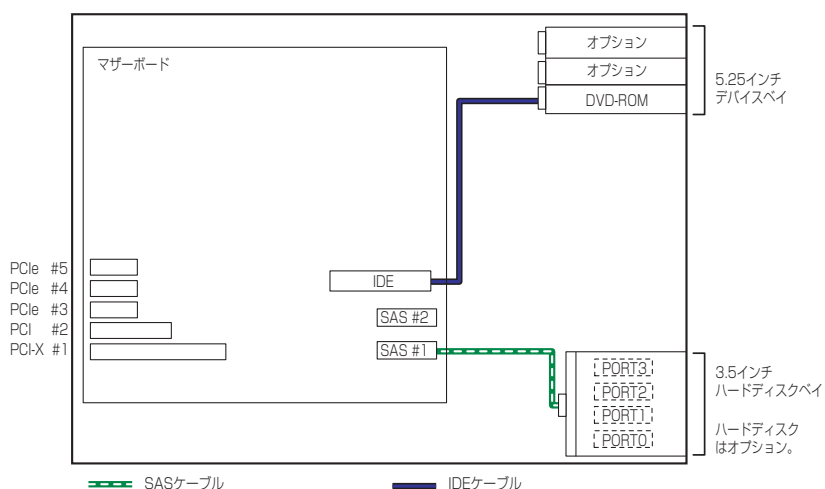 マザーボード
オプション
オプション
DVD-ROM
5.25インチ
デバイスベイ
PCIe #5
PCIe #4
PCIe #3
PCI #2
PCI-X #1
IDE
SAS #2
SAS #1
PORT3
PORT2
PORT1
PORT0
3.5インチ
ハードディスクベイ
ハードディスク
はオプション。
SASケーブル
IDEケーブル